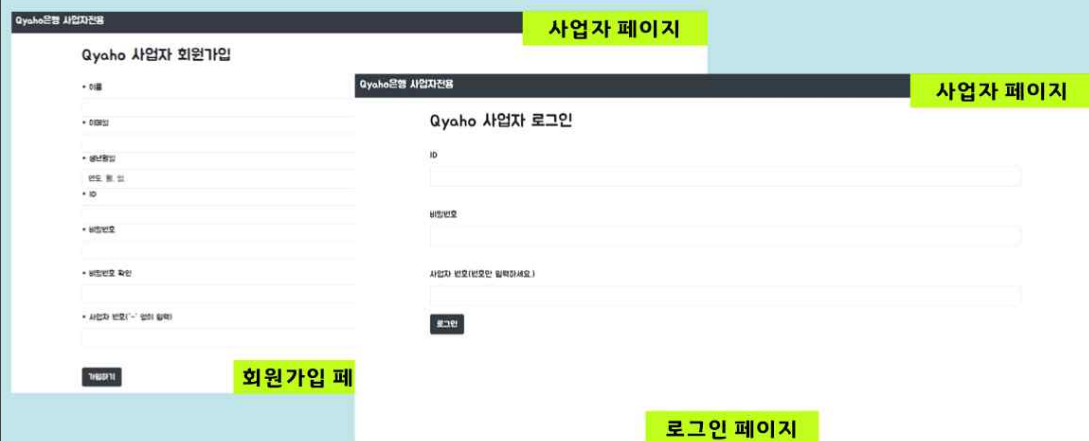 Qyaho은행 사업자전용
사업자 페이지
Qyaho 사업자 회원가입
* 이름
* 이메일
* 생년월일
연도. 월. 일.
* ID
* 비밀번호
* 비밀번호 확인
* 사업자 번호('-' 없이 입력)
가입하기
회원가입 페
Qyaho은행 사업자전용
사업자 페이지
Qyaho 사업자 로그인
ID
비밀번호
사업자 번호(번호만 입력하세요.)
로그인
로그인 페이지